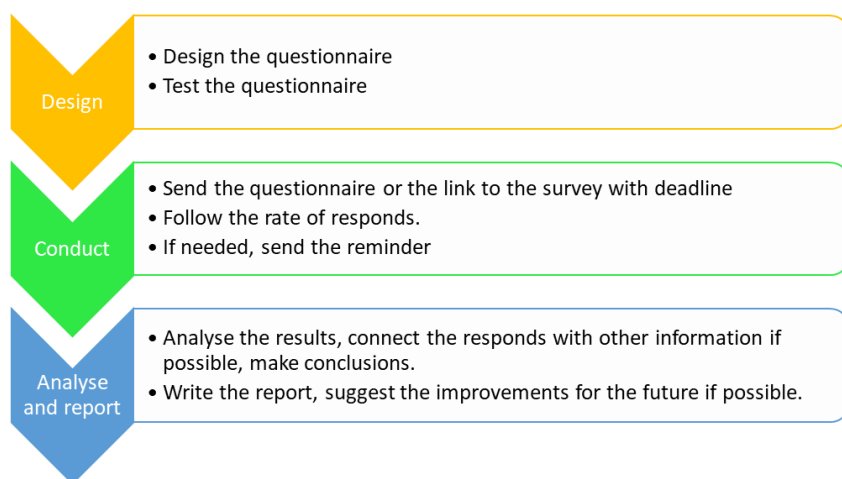 Design
• Design the questionnaire
• Test the questionnaire
Conduct
• Send the questionnaire or the link to the survey with deadline
• Follow the rate of responds.
• If needed, send the reminder
Analyse
and report
• Analyse the results, connect the responds with other information if
possible, make conclusions.
• Write the report, suggest the improvements for the future if possible.